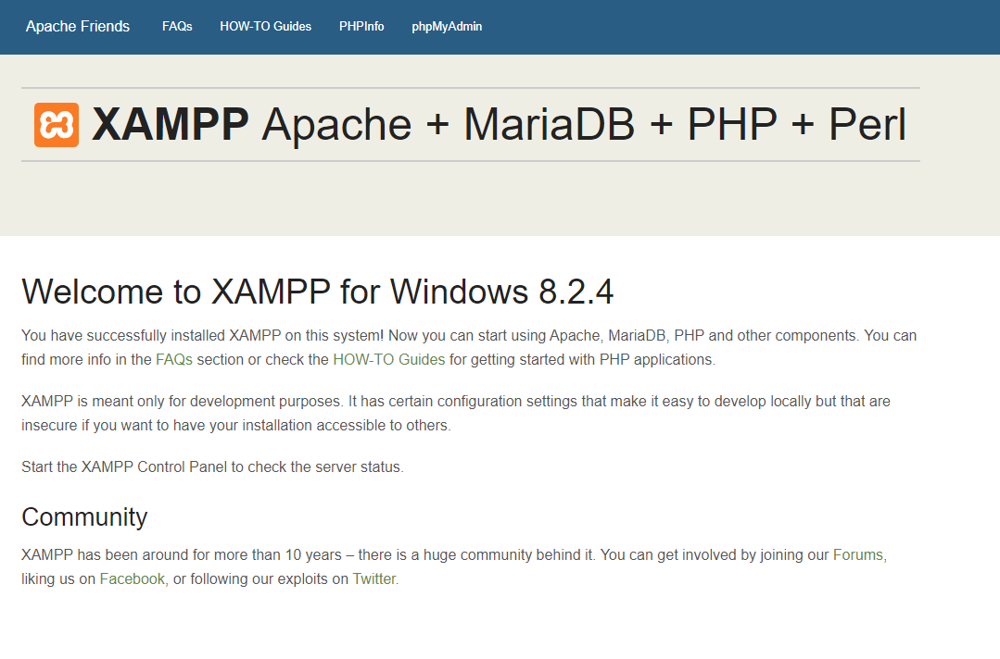 Apache Friends FAQs HOW-TO Guides PHPInfo phpMyAdmin
XAMPP Apache + MariaDB + PHP + Perl
Welcome to XAMPP for Windows 8.2.4
You have successfully installed XAMPP on this system! Now you can start using Apache, MariaDB, PHP and other components. You can
find more info in the FAQs section or check the HOW-TO Guides for getting started with PHP applications.
XAMPP is meant only for development purposes. It has certain configuration settings that make it easy to develop locally but that are
insecure if you want to have your installation accessible to others.
Start the XAMPP Control Panel to check the server status.
Community
XAMPP has been around for more than 10 years – there is a huge community behind it. You can get involved by joining our Forums,
liking us on Facebook, or following our exploits on Twitter.